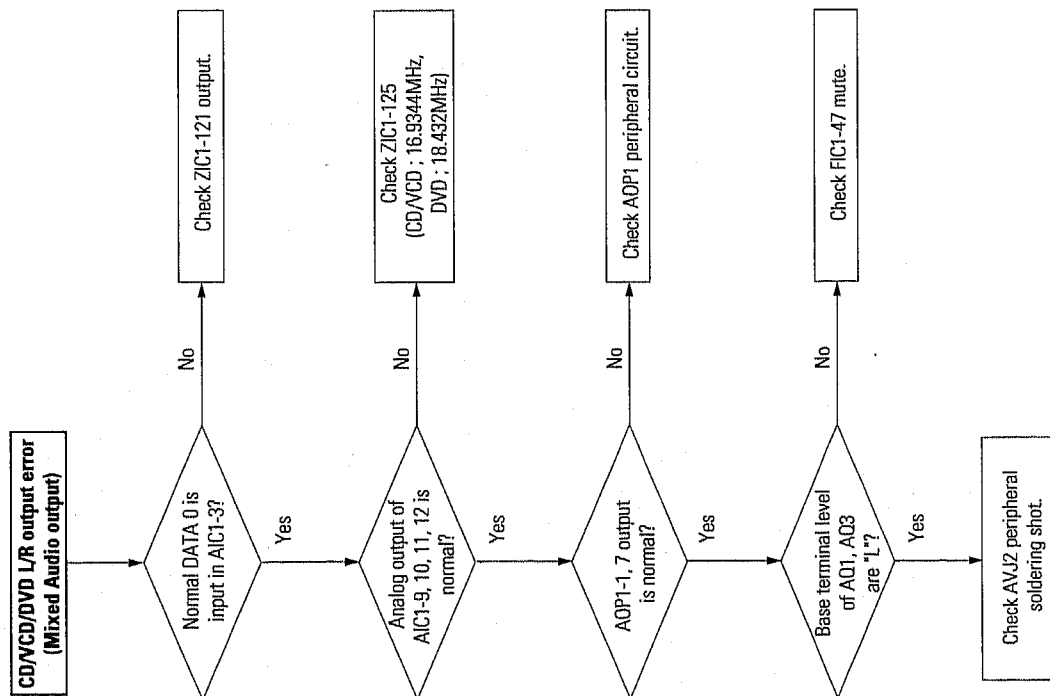 CD/VCD/DVD L/R output error
(Mixed Audio output)
Normal DATA 0 is
input in AIC1-3?
No
Check ZIC1-121 output.
Yes
Analog output of
AIC1-9, 10, 11, 12 is
normal?
No
Check ZIC1-125
(CD/VCD ; 16.9344MHz,
DVD ; 18.432MHz)
Yes
AOP1-1, 7 output
is normal?
No
Check AOP1 peripheral circuit.
Yes
Base terminal level
of AQ1, AQ3
are "L"?
No
Check FIC1-47 mute.
Yes
Check AVJ2 peripheral
soldering shot.